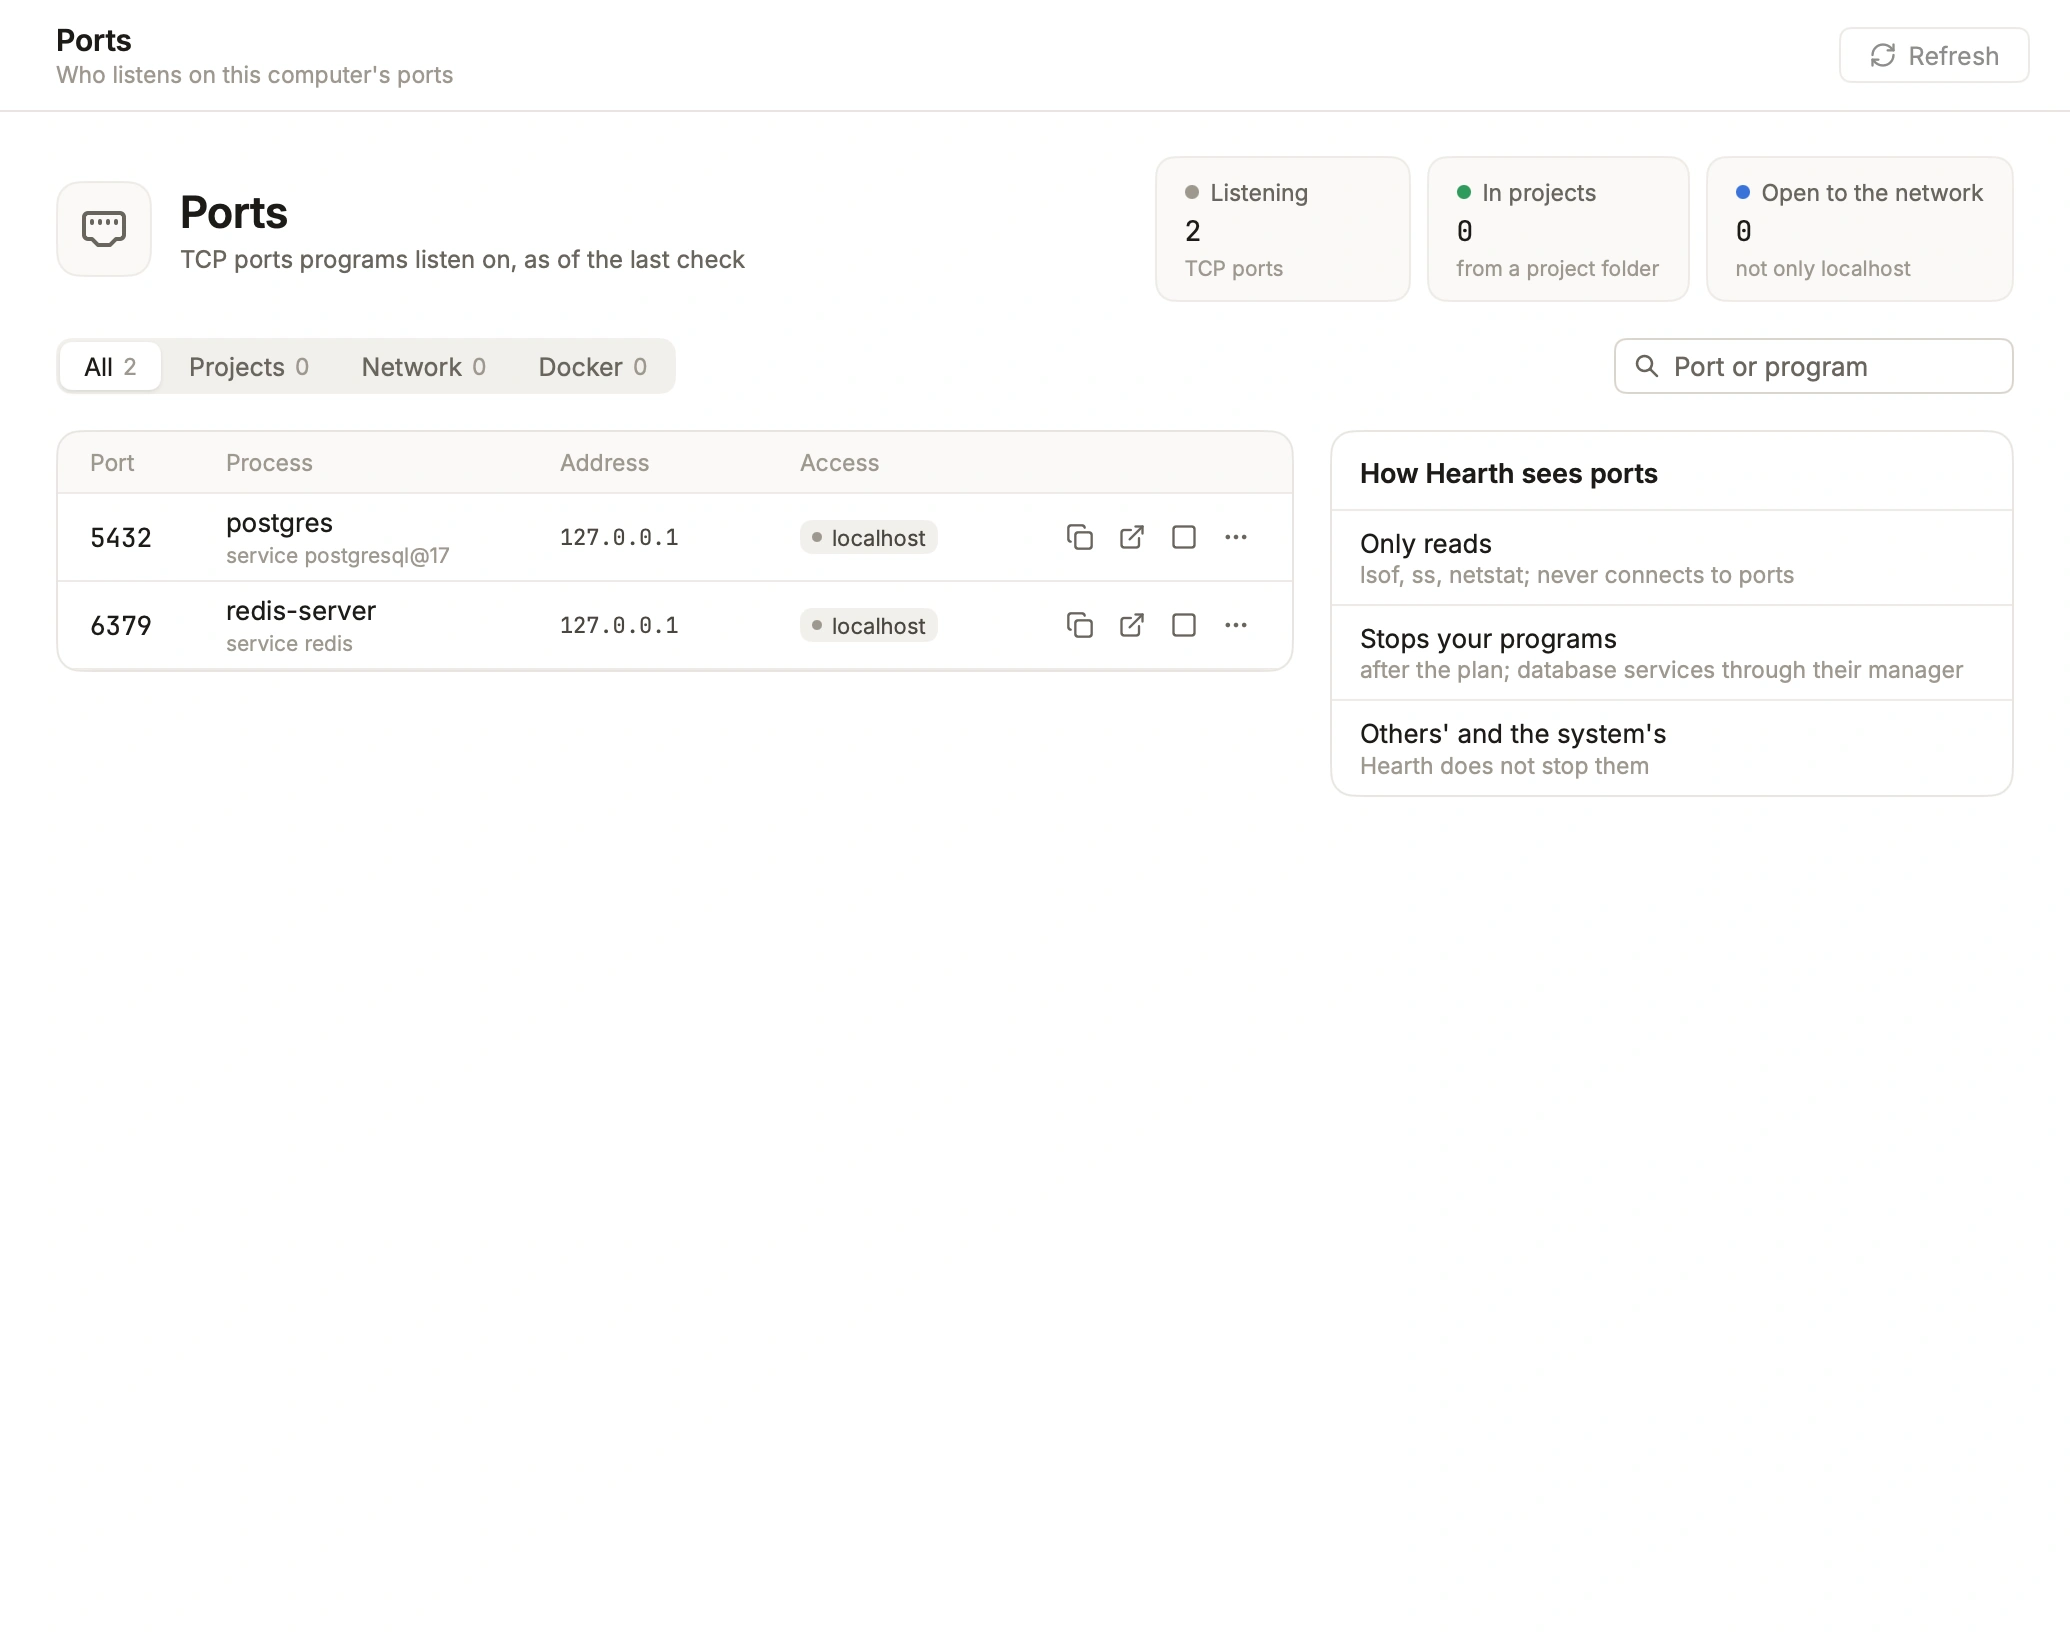 Ports
Who listens on this computer's ports
Refresh
Ports
TCP ports programs listen on, as of the last check
Listening
2
TCP ports
In projects
0
from a project folder
Open to the network
0
not only localhost
All 2 Projects 0 Network 0 Docker 0
Port or program
Port Process Address Access
5432 postgres 127.0.0.1 localhost
service postgresql@17
6379 redis-server 127.0.0.1 localhost
service redis
How Hearth sees ports
Only reads
lsof, ss, netstat; never connects to ports
Stops your programs
after the plan; database services through their manager
Others' and the system's
Hearth does not stop them